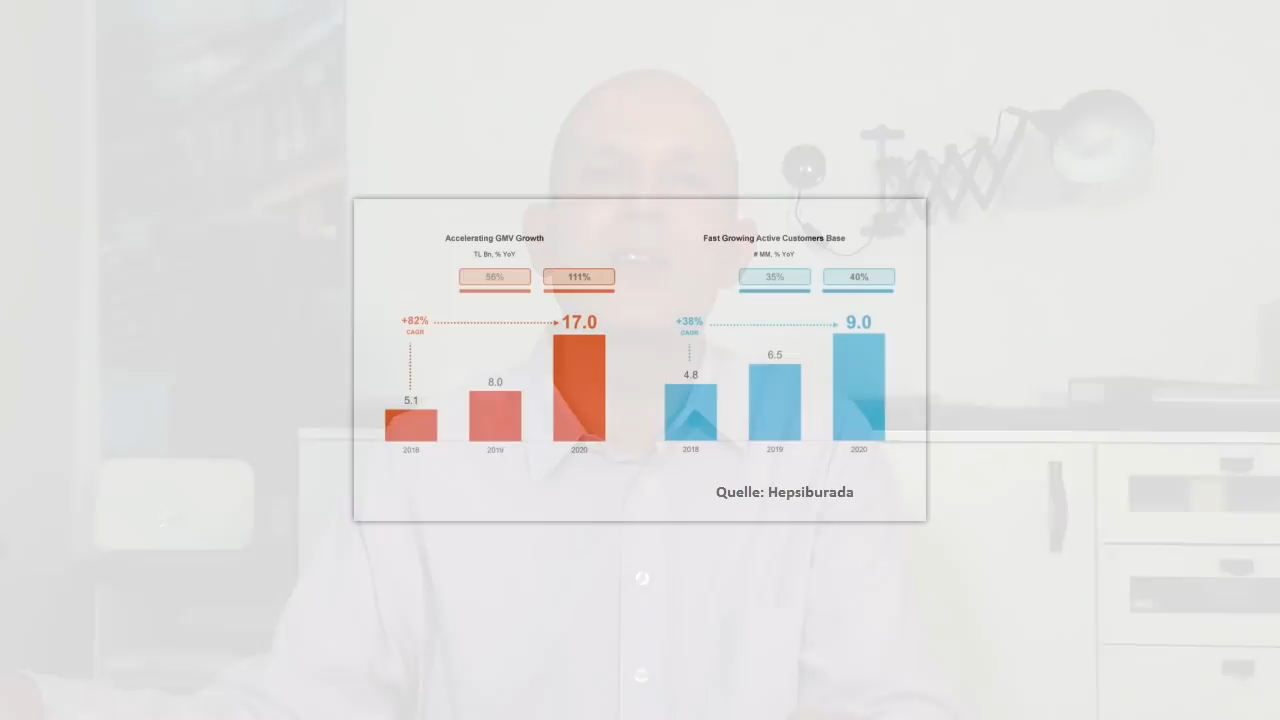 Accelerating GMV Growth
TL Bn, % YoY
56%
111%
+82%
CAGR
17.0
8.0
5.1
2018
2019
2020
Fast Growing Active Customers Base
# MM, % YoY
35%
40%
+38%
CAGR
9.0
6.5
4.8
2018
2019
2020
Quelle: Hepsiburada